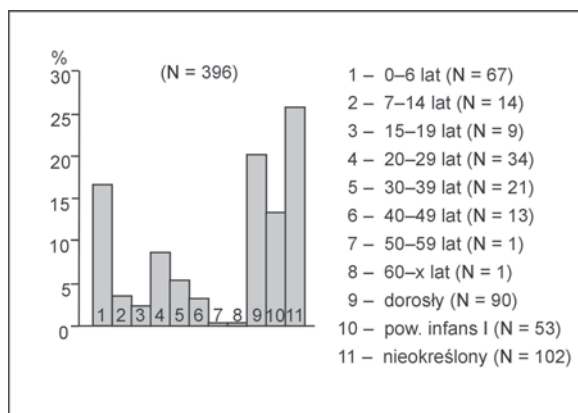 %
(N = 396)
30
25
20
15
10
5
0
1 2 3 4 5 6 7 8 9 10 11
1 – 0–6 lat (N = 67)
2 – 7–14 lat (N = 14)
3 – 15–19 lat (N = 9)
4 – 20–29 lat (N = 34)
5 – 30–39 lat (N = 21)
6 – 40–49 lat (N = 13)
7 – 50–59 lat (N = 1)
8 – 60–x lat (N = 1)
9 – dorosły (N = 90)
10 – pow. infans I (N = 53)
11 – nieokreślony (N = 102)